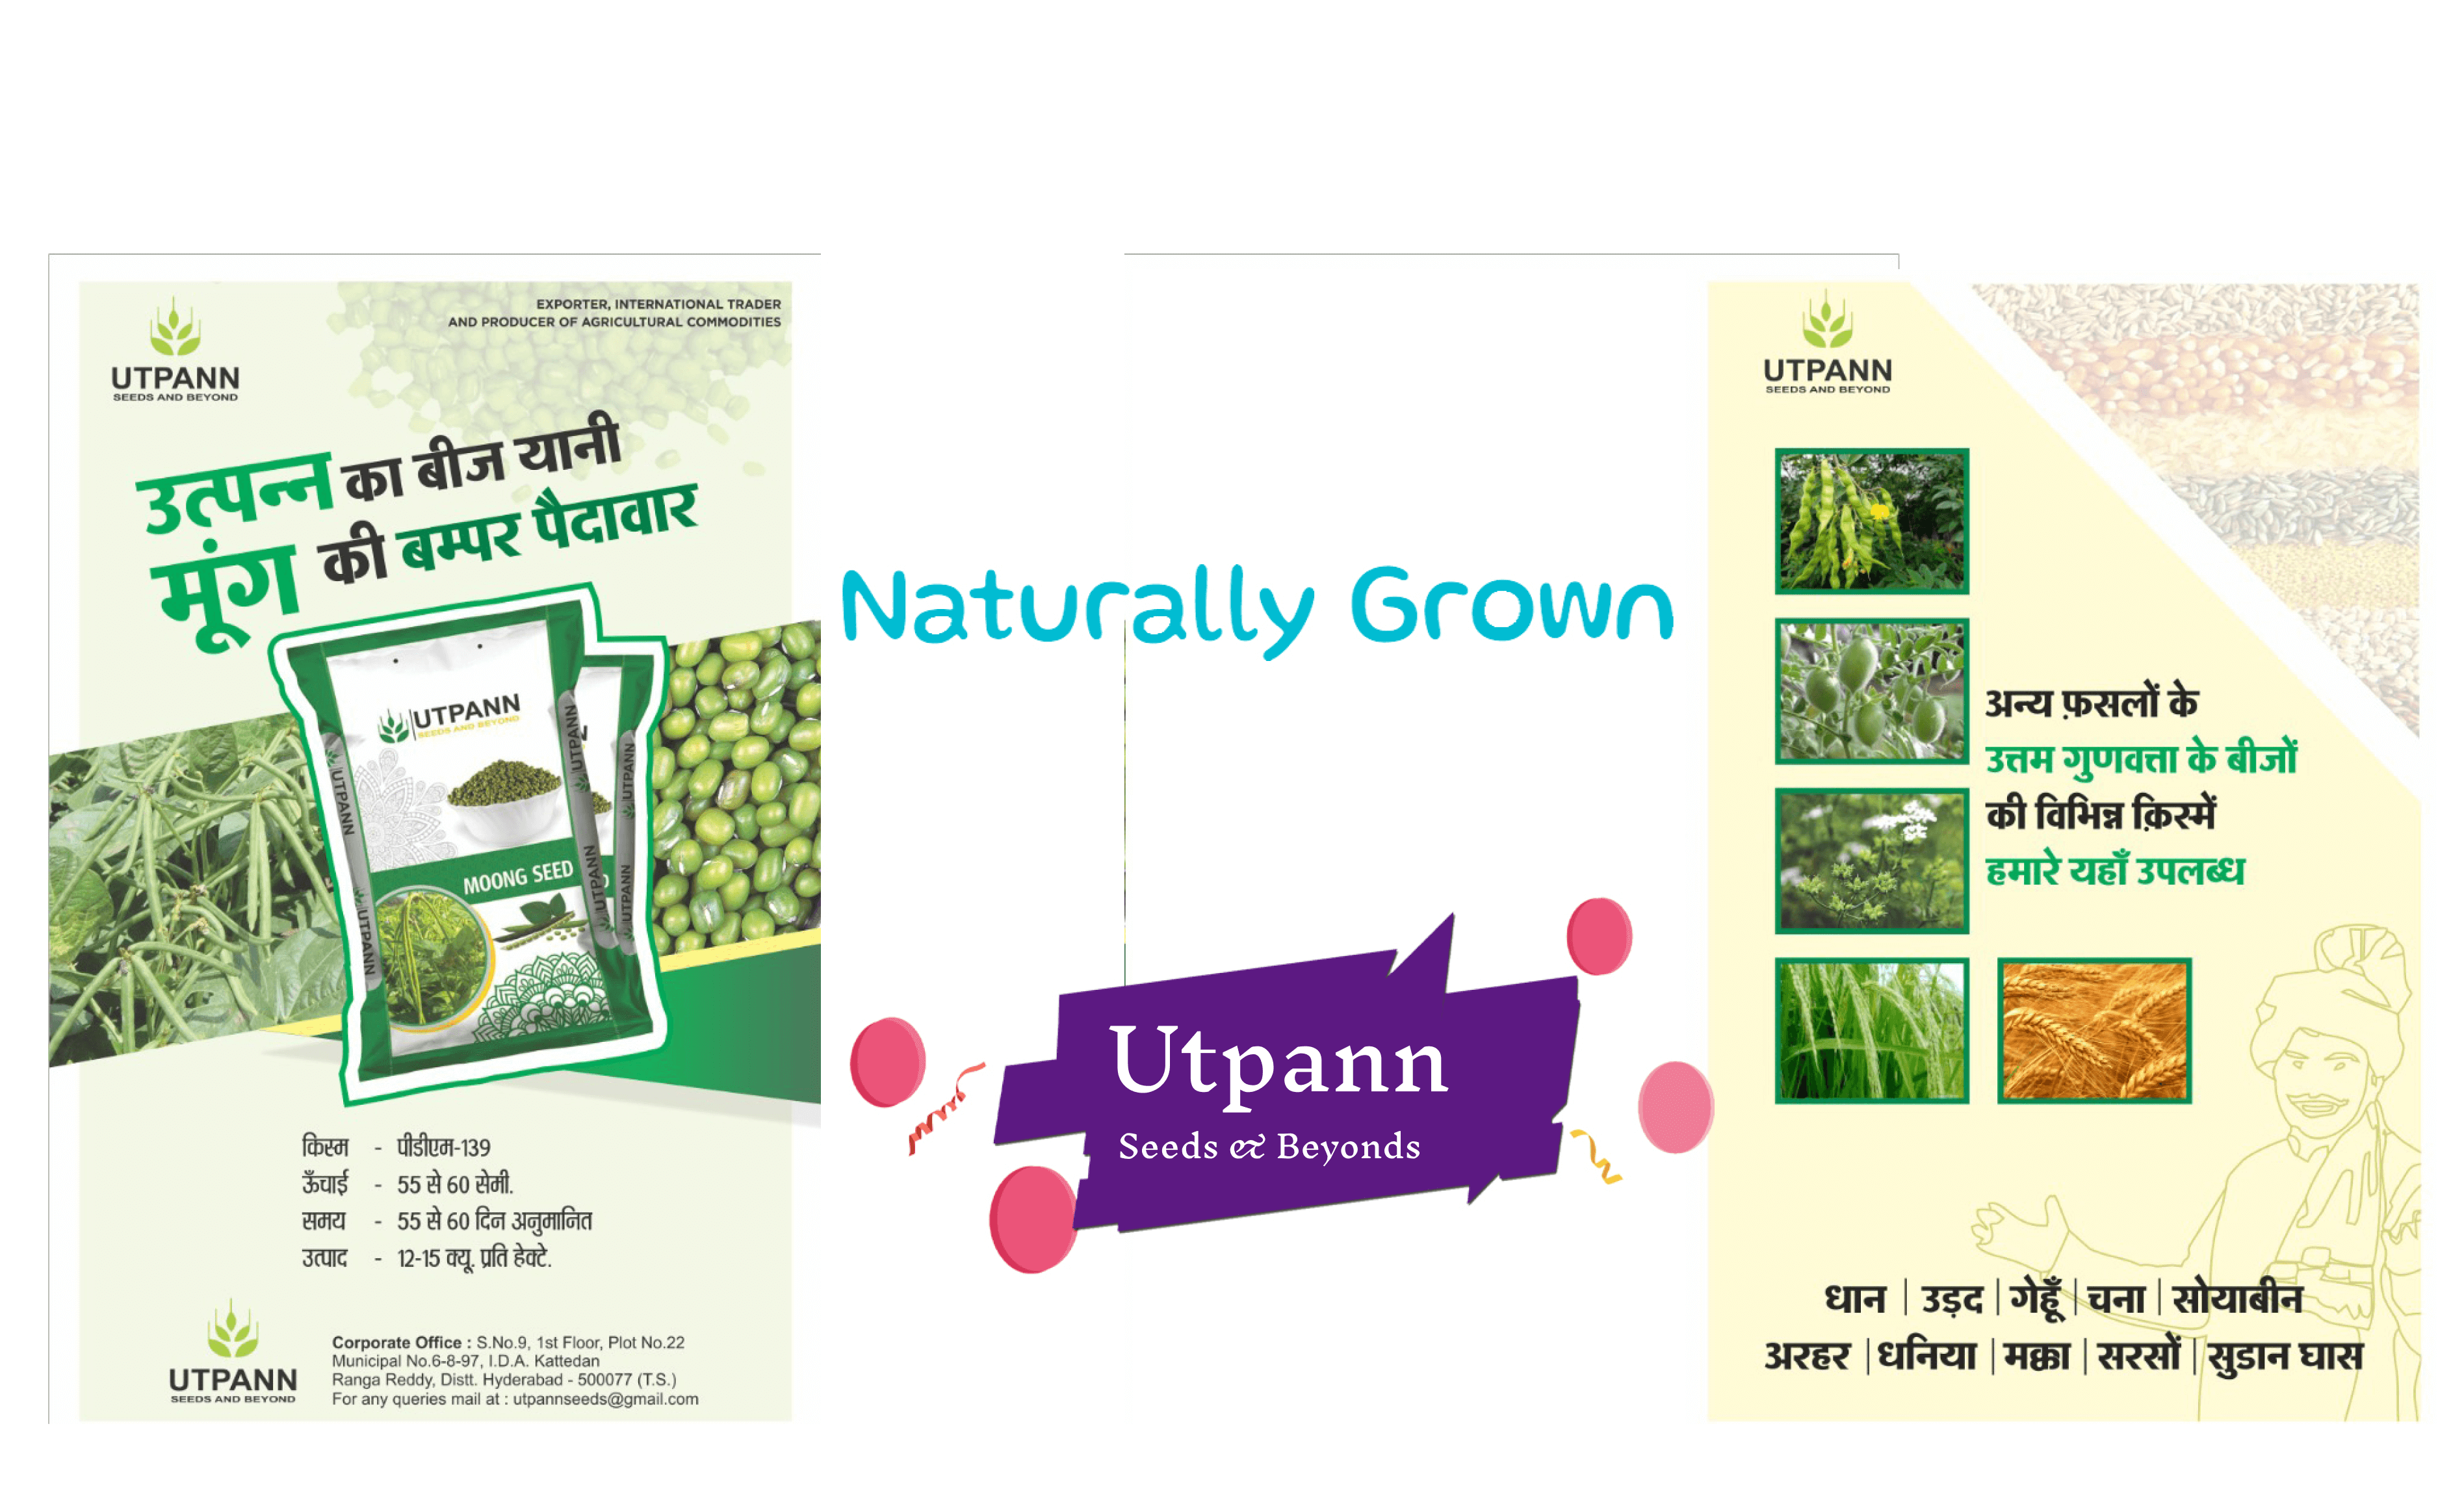 UTPANN
SEEDS AND BEYOND
EXPORTER, INTERNATIONAL TRADER
AND PRODUCER OF AGRICULTURAL COMMODITIES
उत्पन्न का बीज यानी
मूंग की बम्पर पैदावार
UTPANN
SEEDS AND BEYOND
MOONG SEED
UTPANN
UTPANN
UTPANN
UTPANN
UTPANN
UTPANN
किस्म - पीडीएम-139
ऊँचाई - 55 से 60 सेमी.
समय - 55 से 60 दिन अनुमानित
उत्पाद - 12-15 क्यू. प्रति हेक्टे.
UTPANN
SEEDS AND BEYOND
Corporate Office : S.No.9, 1st Floor, Plot No.22
Municipal No.6-8-97, I.D.A. Kattedan
Ranga Reddy, Distt. Hyderabad - 500077 (T.S.)
For any queries mail at : utpannseeds@gmail.com
Naturally Grown
Utpann
Seeds & Beyonds
UTPANN
SEEDS AND BEYOND
अन्य फ़सलों के
उत्तम गुणवत्ता के बीजों
की विभिन्न क़िस्में
हमारे यहाँ उपलब्ध
धान | उड़द | गेहूँ | चना | सोयाबीन
अरहर | धनिया | मक्का | सरसों | सुडान घास